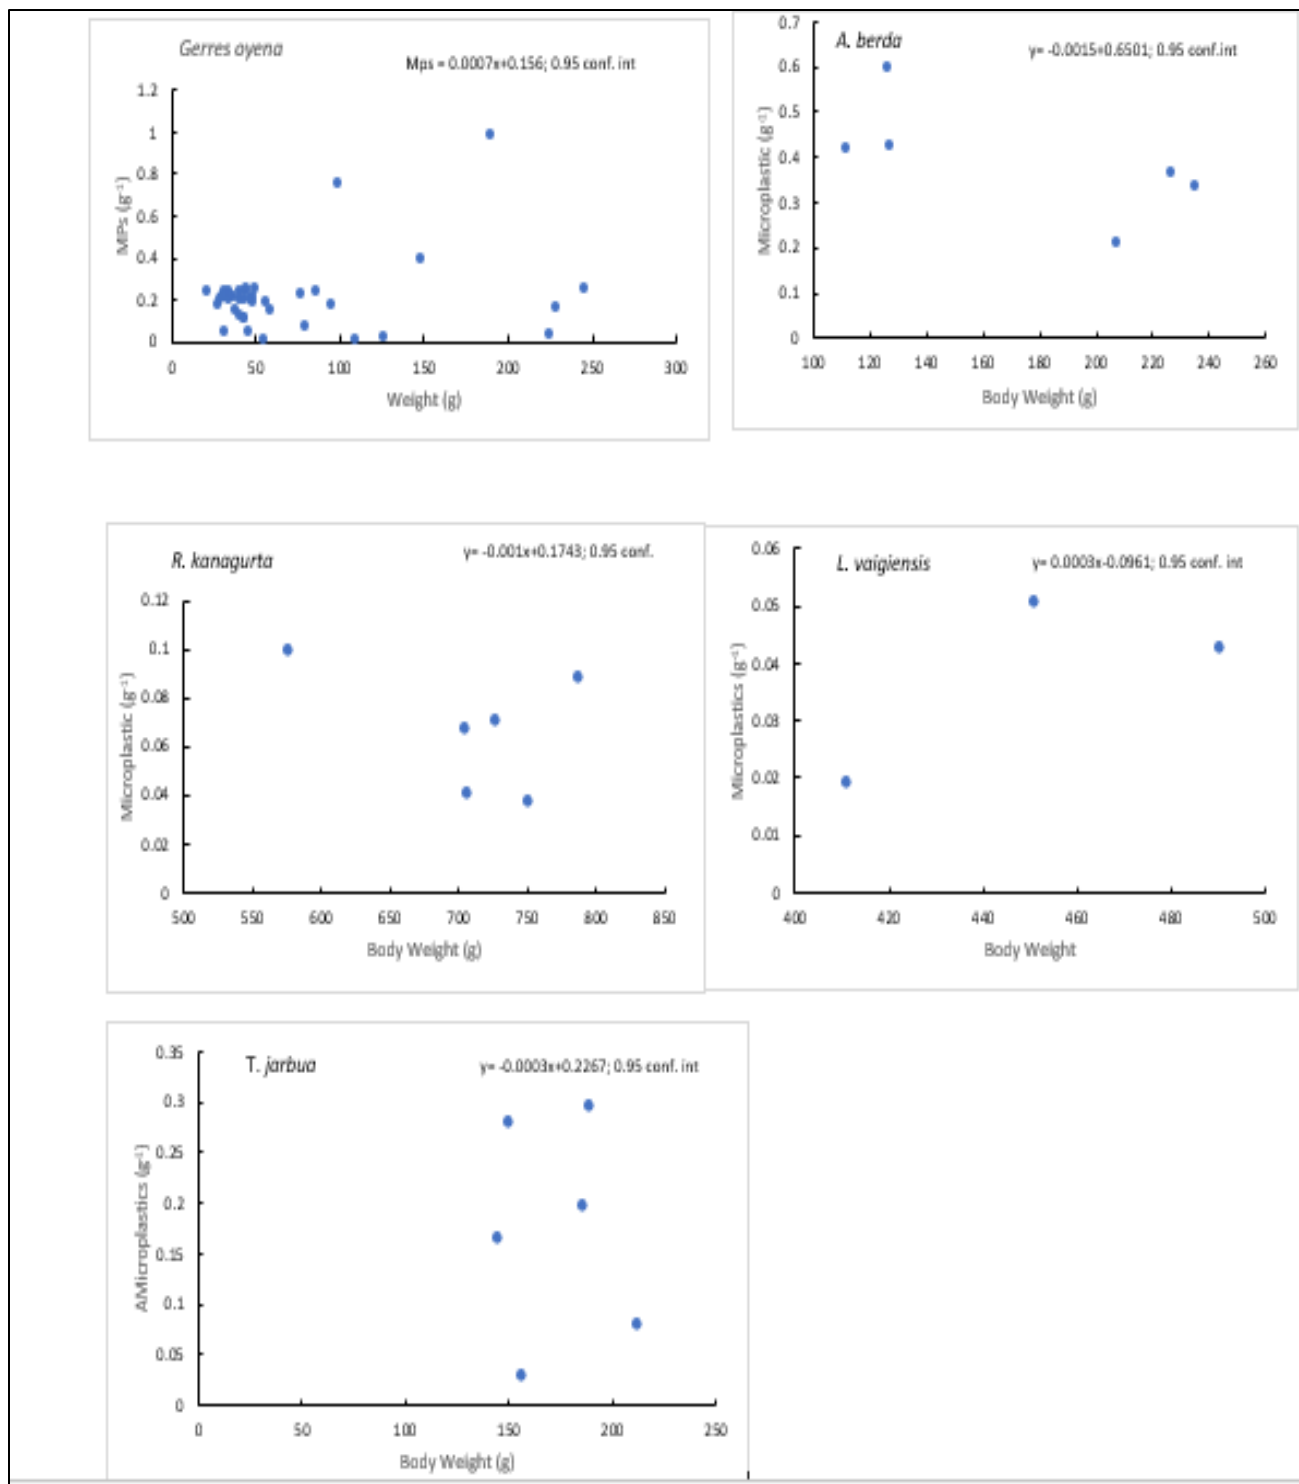 Gerres oyena
Mps = 0.0007x+0.156; 0.95 conf. int
1.2
1
0.8
0.6
0.4
0.2
0
MPs (g⁻¹)
0 50 100 150 200 250 300
Weight (g)
A. berda
y= -0.0015+0.6501; 0.95 conf.int
0.7
0.6
0.5
0.4
0.3
0.2
0.1
0
Microplastic (g⁻¹)
100 120 140 160 180 200 220 240 260
Body Weight (g)
R. kanagurta
y= -0.001x+0.1743; 0.95 conf.
0.12
0.1
0.08
0.06
0.04
0.02
0
Microplastic (g⁻¹)
500 550 600 650 700 750 800 850
Body Weight (g)
L. vaigiensis
y= 0.0003x-0.0961; 0.95 conf. int
0.06
0.05
0.04
0.03
0.02
0.01
0
Microplastics (g⁻¹)
400 420 440 460 480 500
Body Weight
T. jarbua
y= -0.0003x+0.2267; 0.95 conf. int
0.35
0.3
0.25
0.2
0.15
0.1
0.05
0
AMicroplastics (g⁻¹)
0 50 100 150 200 250
Body Weight (g)